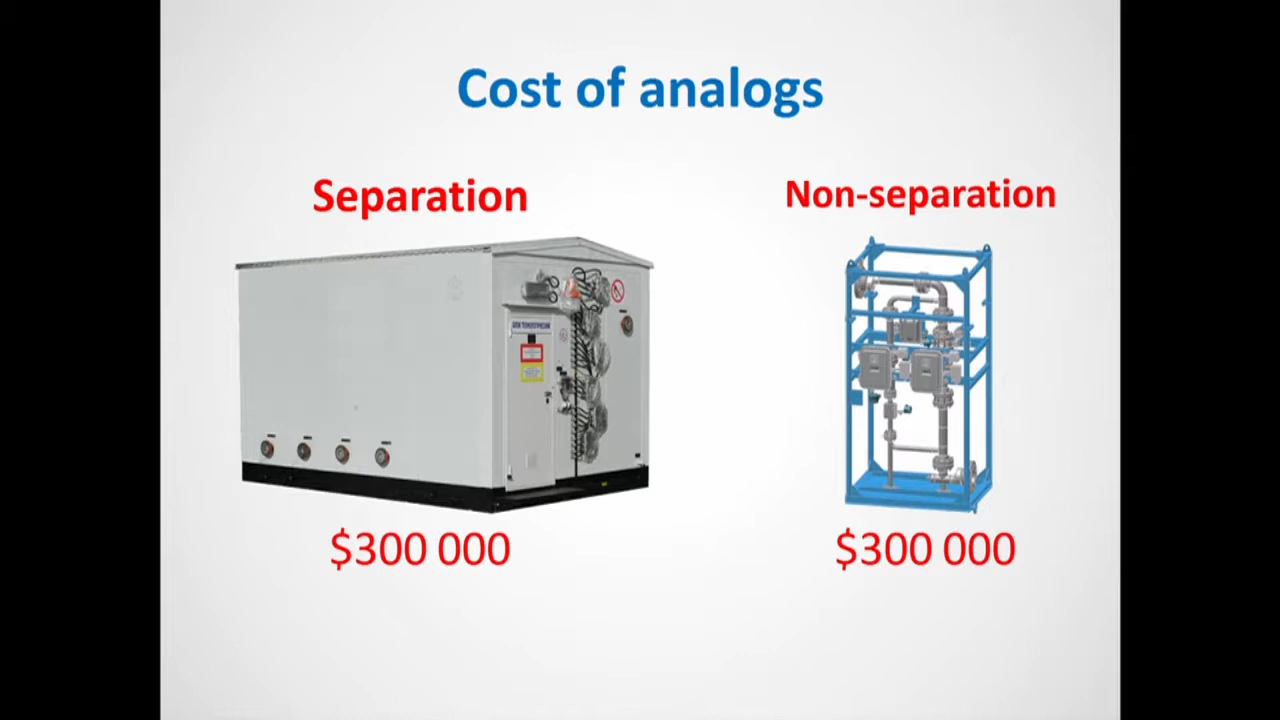 Cost of analogs
Separation
Non-separation
$300 000
$300 000